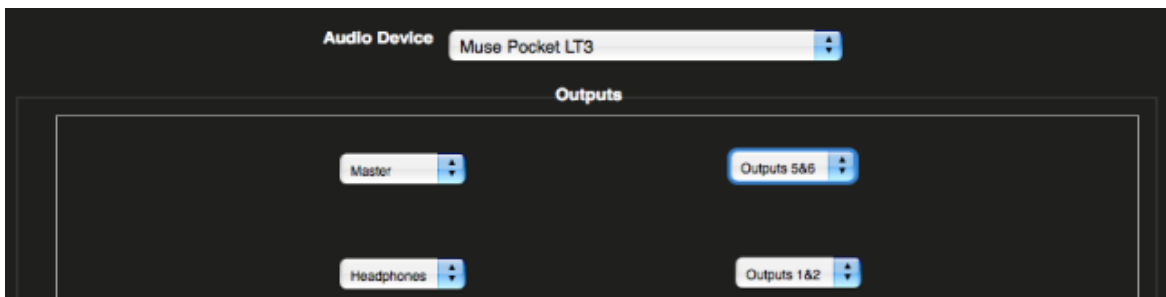 Audio Device Muse Pocket LT3
Outputs
Master Outputs 5&6
Headphones Outputs 1&2